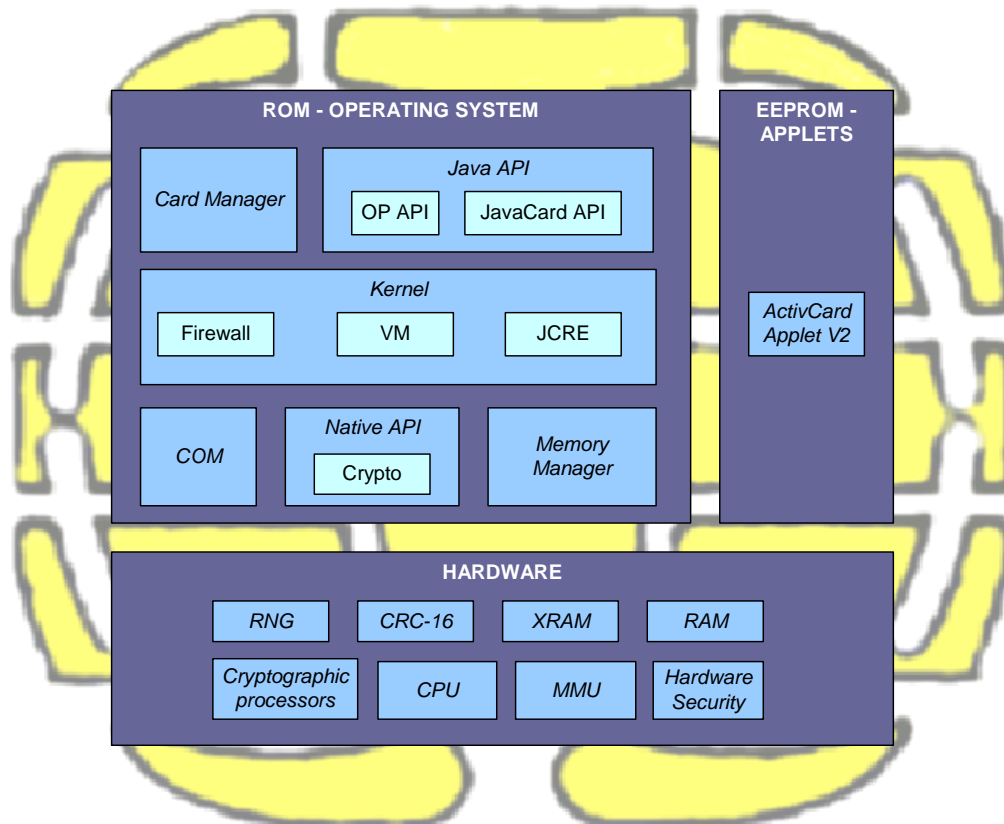 ROM - OPERATING SYSTEM
EEPROM -
APPLETS
Card Manager
Java API
OP API
JavaCard API
Kernel
Firewall
VM
JCRE
ActivCard
Applet V2
COM
Native API
Crypto
Memory
Manager
HARDWARE
RNG
CRC-16
XRAM
RAM
Cryptographic
processors
CPU
MMU
Hardware
Security